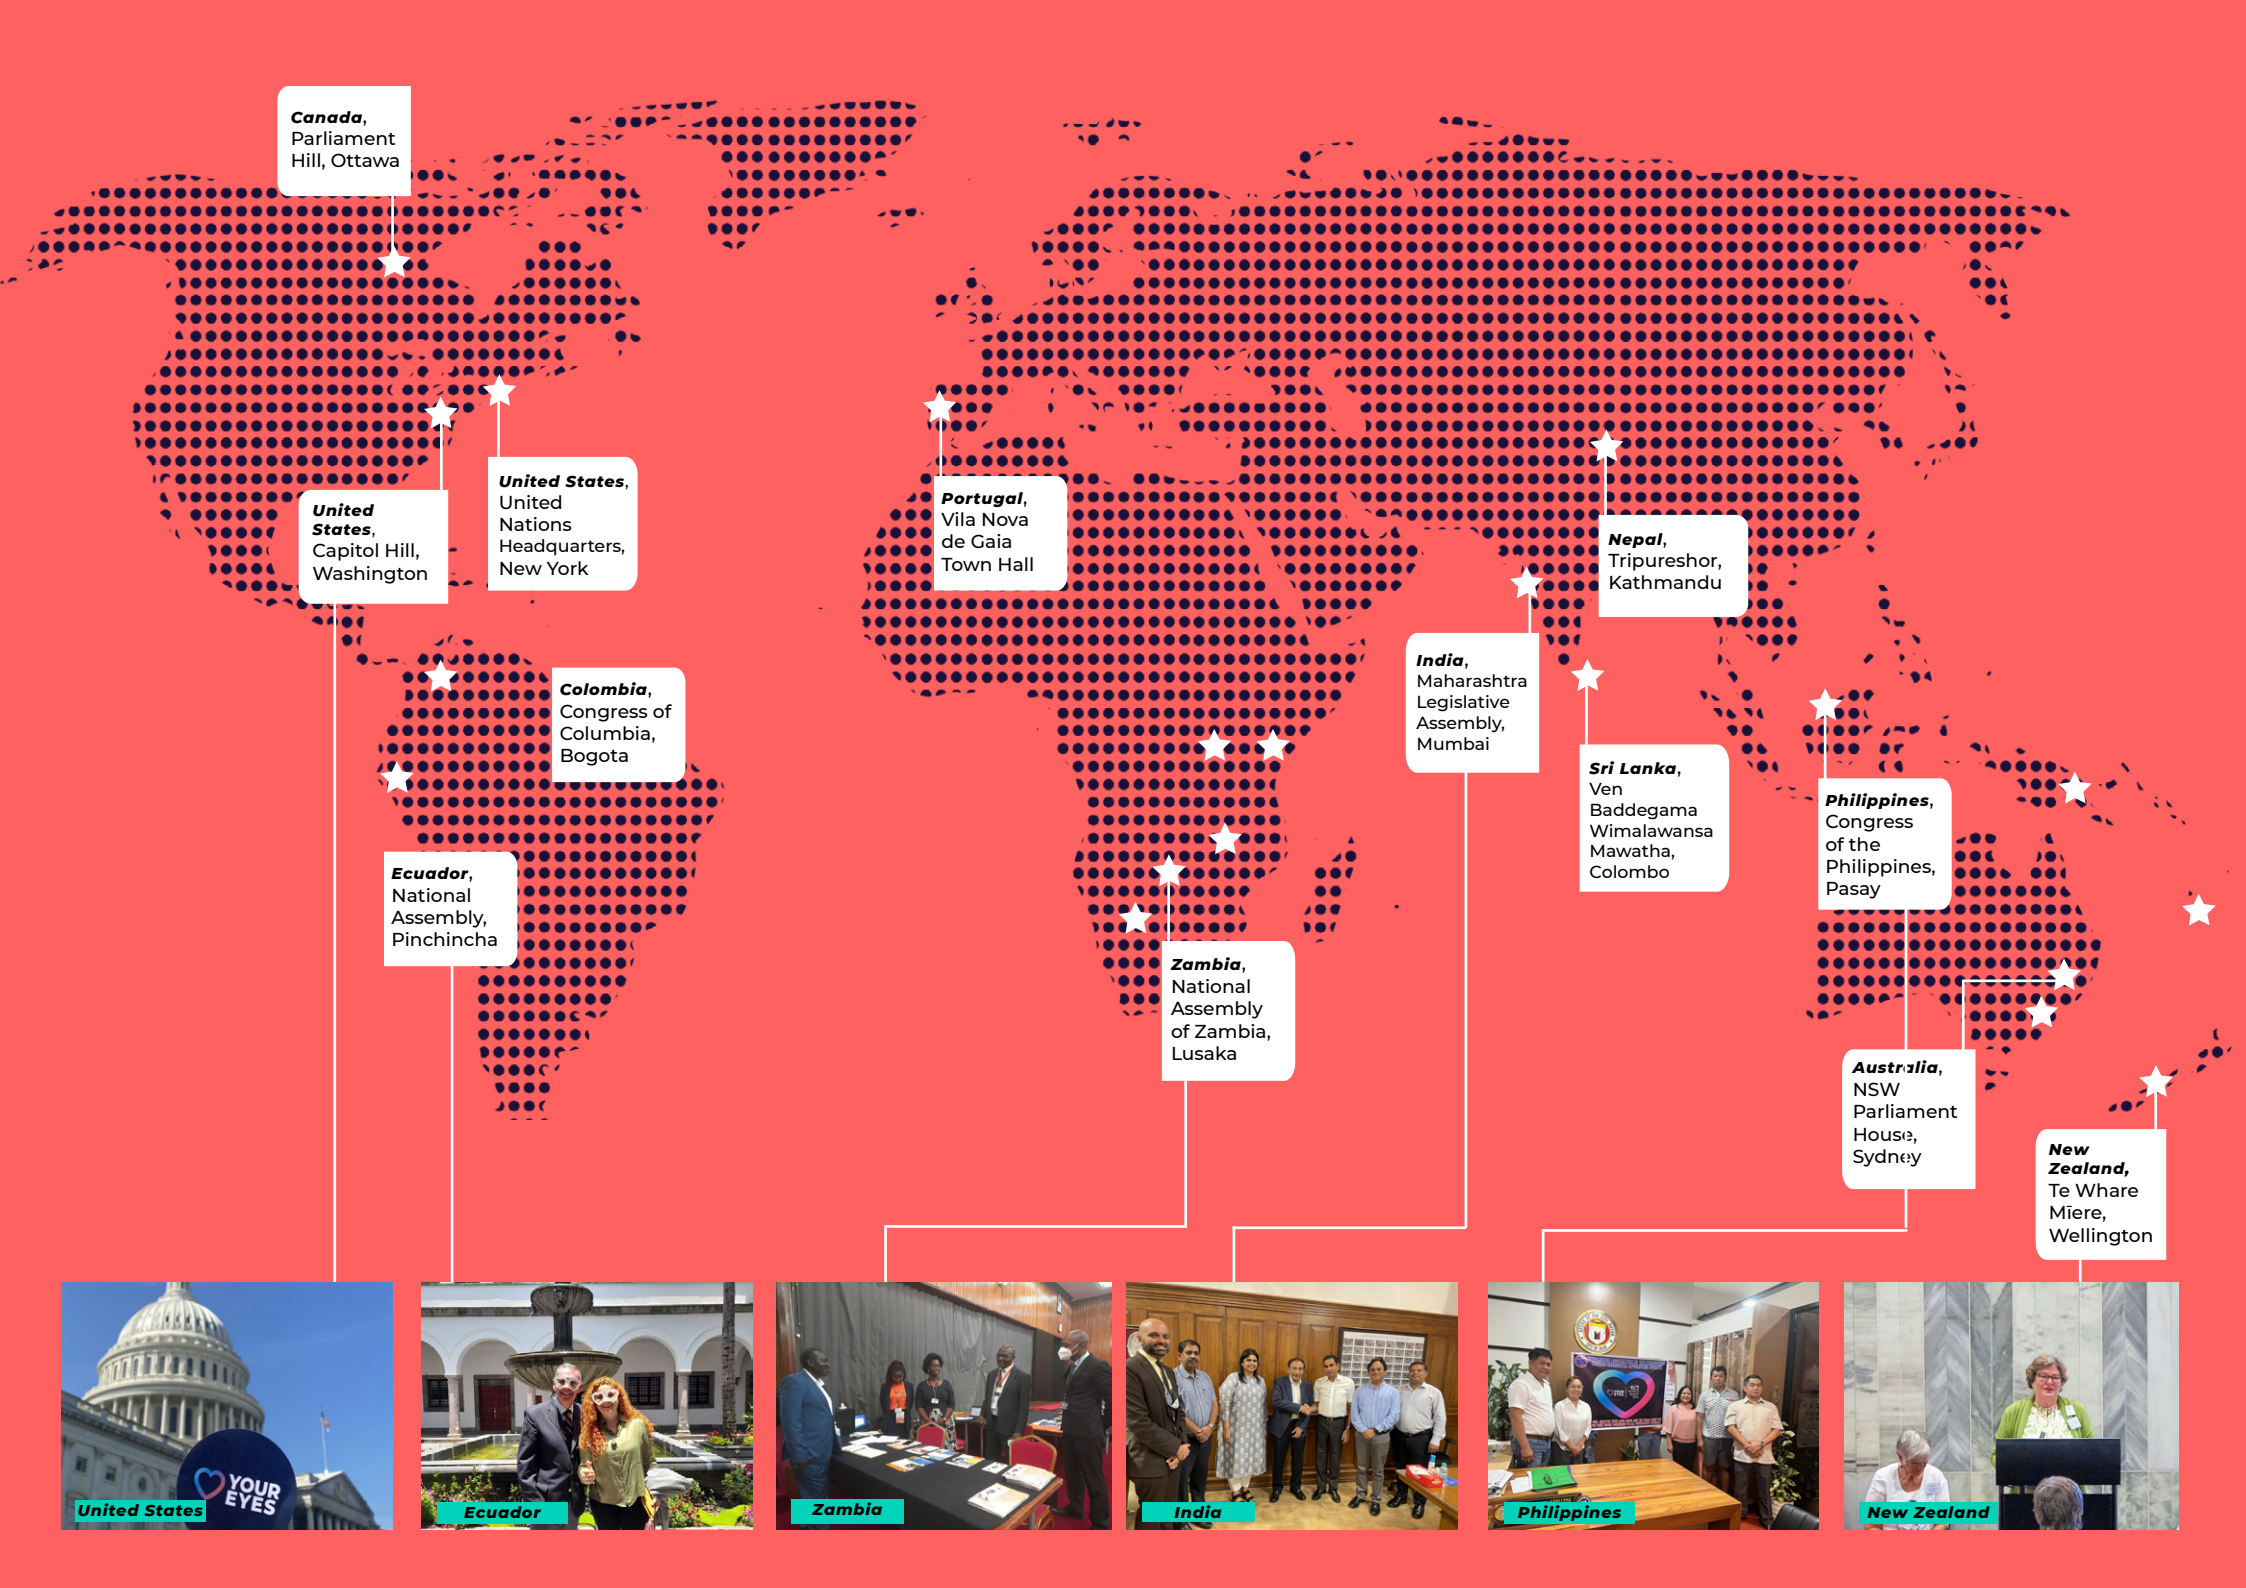 Canada,
Parliament
Hill, Ottawa
United States,
United
Nations
Headquarters,
New York
United
States,
Capitol Hill,
Washington
Portugal,
Vila Nova
de Gaia
Town Hall
Nepal,
Tripureshor,
Kathmandu
India,
Maharashtra
Legislative
Assembly,
Mumbai
Colombia,
Congress of
Columbia,
Bogota
Sri Lanka,
Ven
Baddegama
Wimalawansa
Mawatha,
Colombo
Philippines,
Congress
of the
Philippines,
Pasay
Ecuador,
National
Assembly,
Pinchincha
Zambia,
National
Assembly
of Zambia,
Lusaka
Australia,
NSW
Parliament
House,
Sydney
New
Zealand,
Te Whare
Mīere,
Wellington
YOUR
EYES
United States
Ecuador
Zambia
India
Philippines
New Zealand